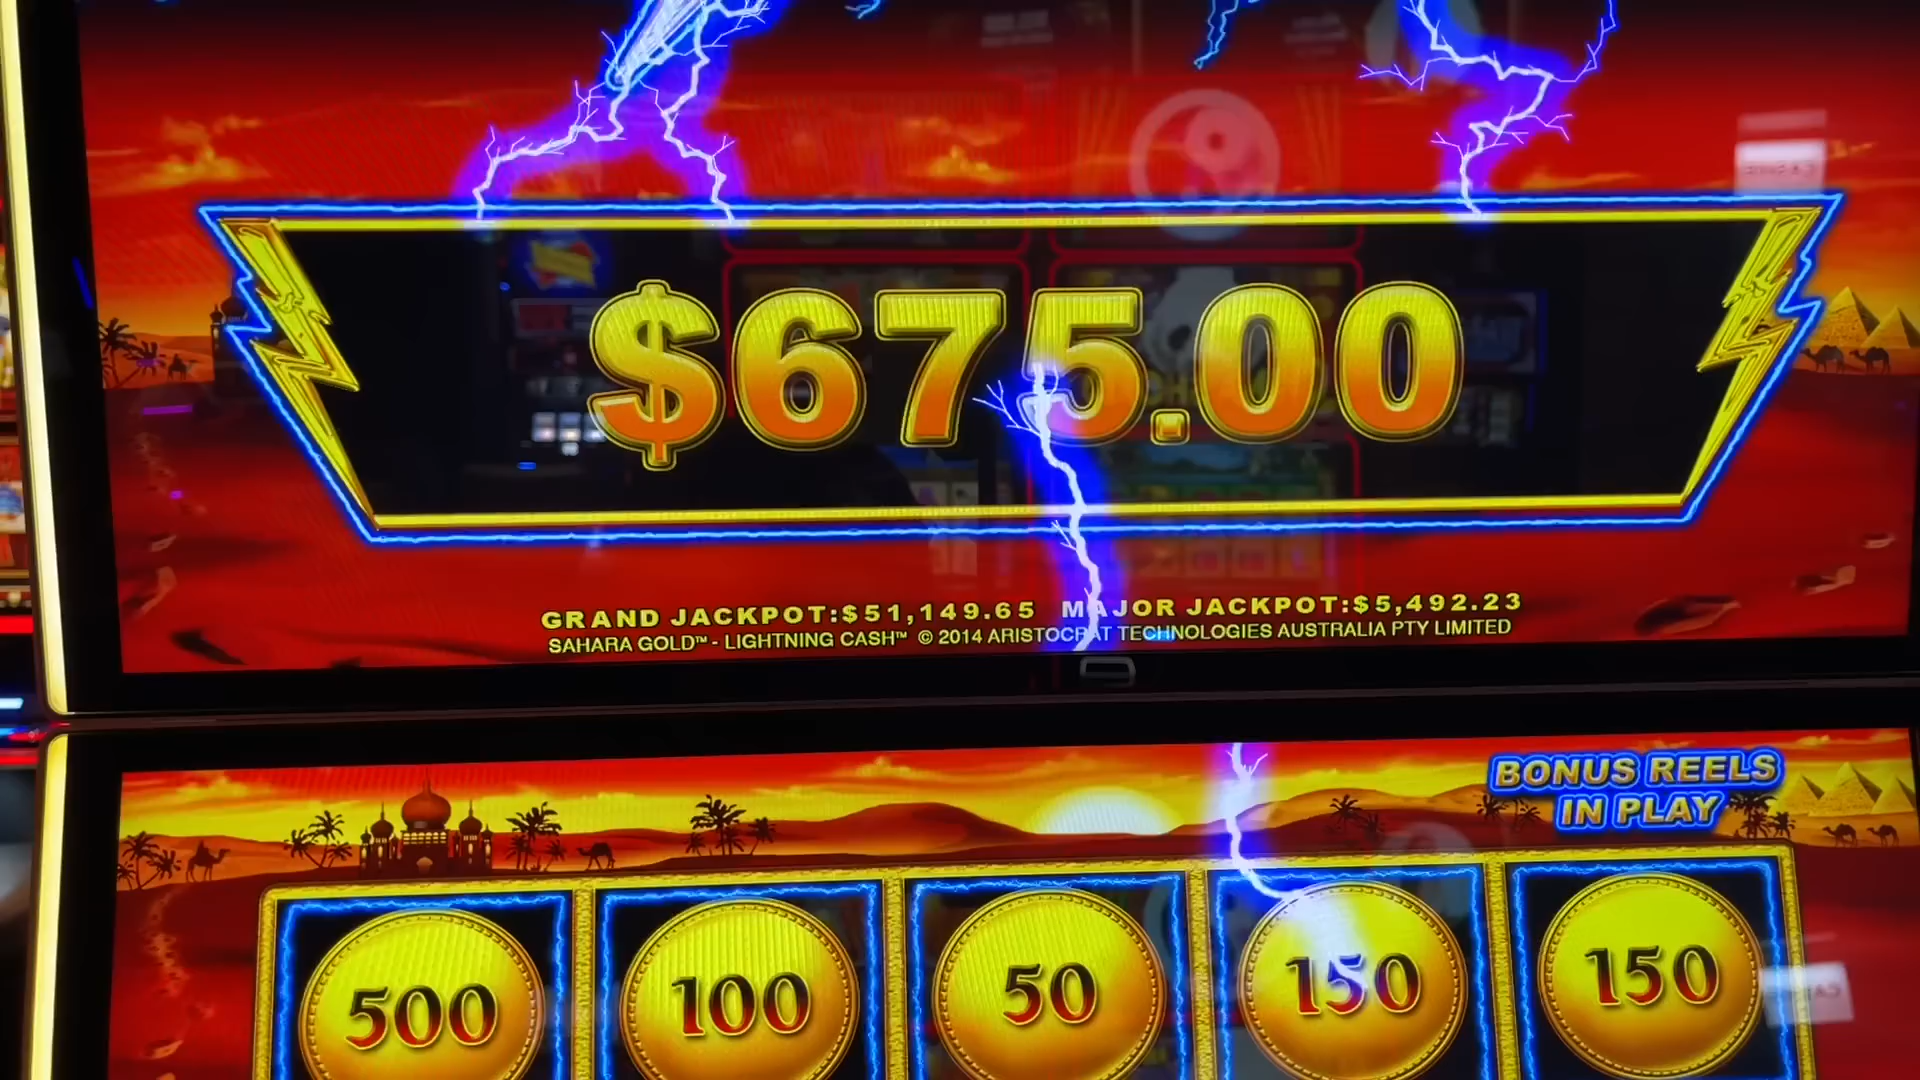 $675.00
GRAND JACKPOT:$51,149.65 MAJOR JACKPOT:$5,492.23
SAHARA GOLD™ - LIGHTNING CASH™ © 2014 ARISTOCRAT TECHNOLOGIES AUSTRALIA PTY LIMITED
BONUS REELS
IN PLAY
500 100 50 150 150